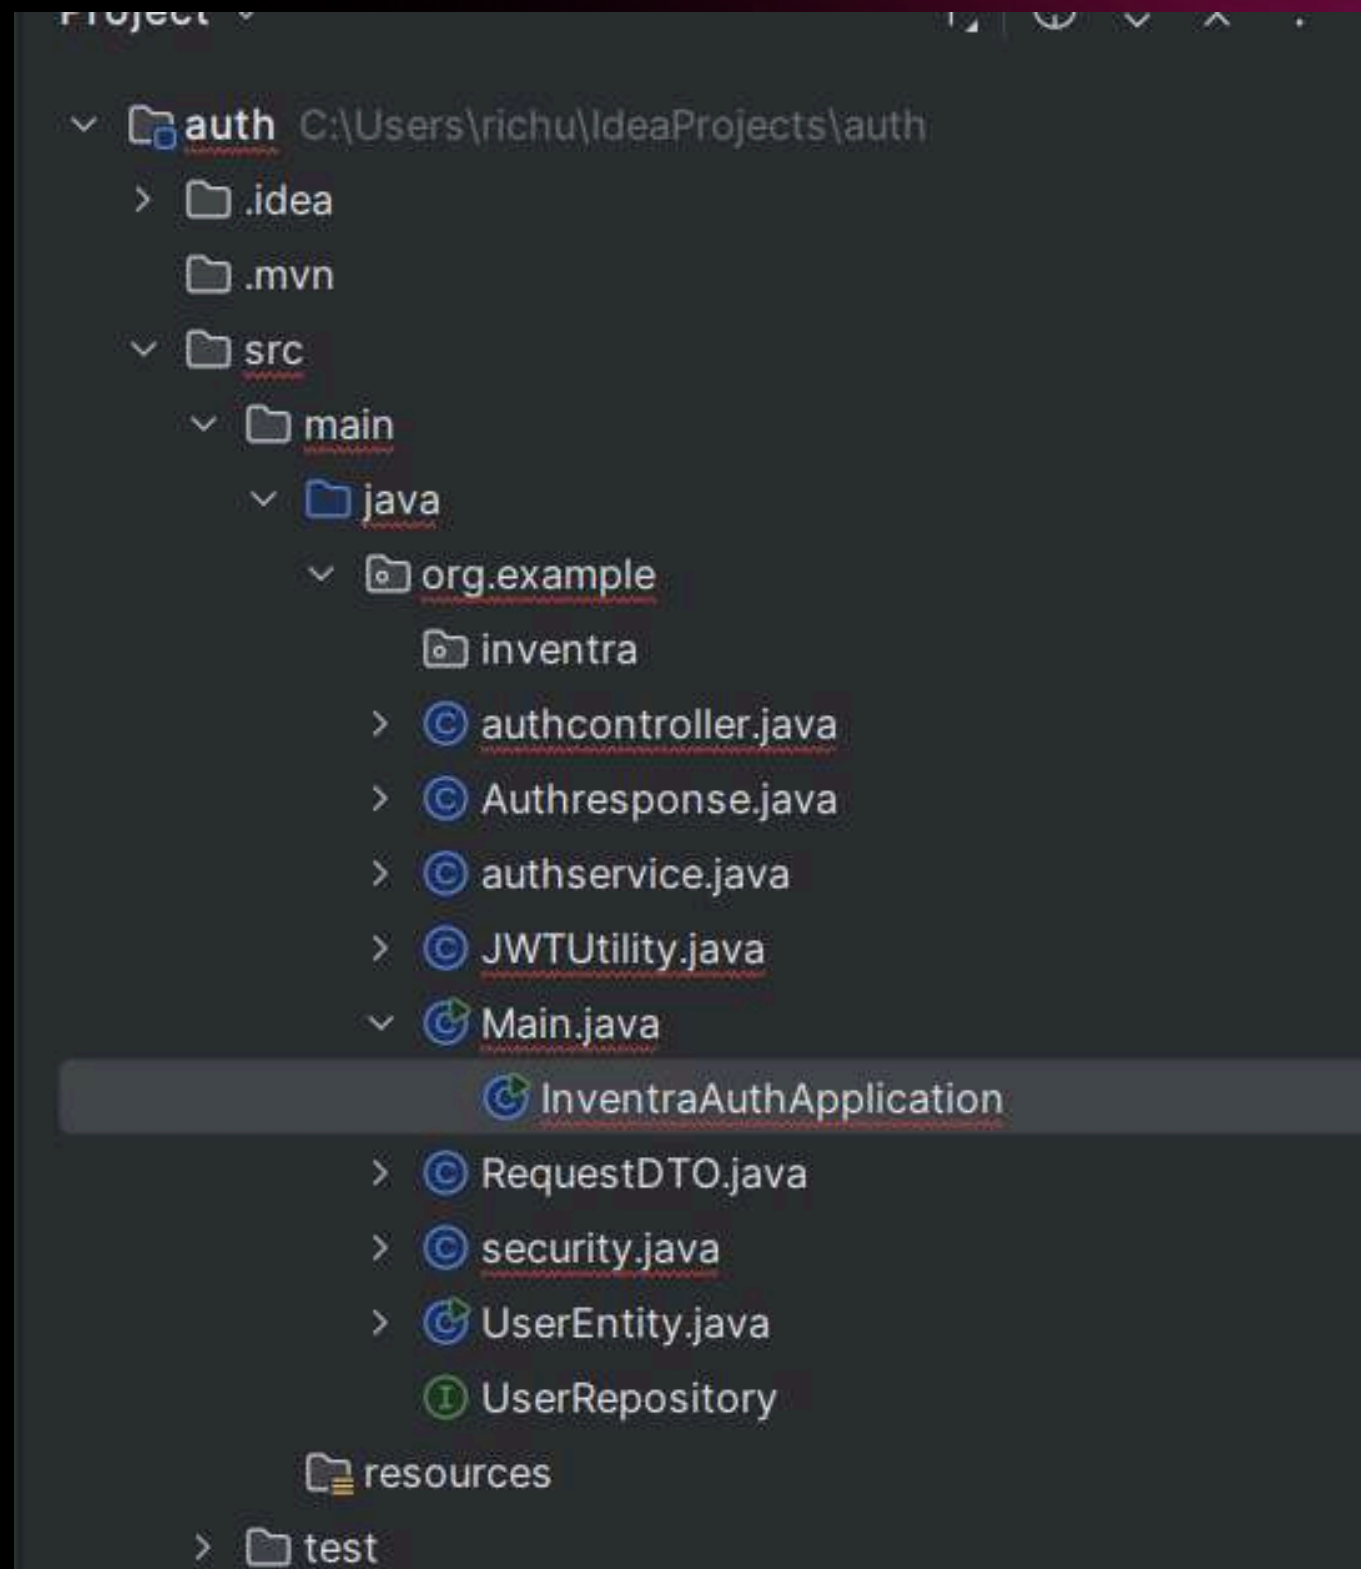 Project
auth C:\Users\richu\IdeaProjects\auth
.idea
.mvn
src
main
java
org.example
inventra
authcontroller.java
Authresponse.java
authservice.java
JWTUtility.java
Main.java
InventraAuthApplication
RequestDTO.java
security.java
UserEntity.java
UserRepository
resources
test